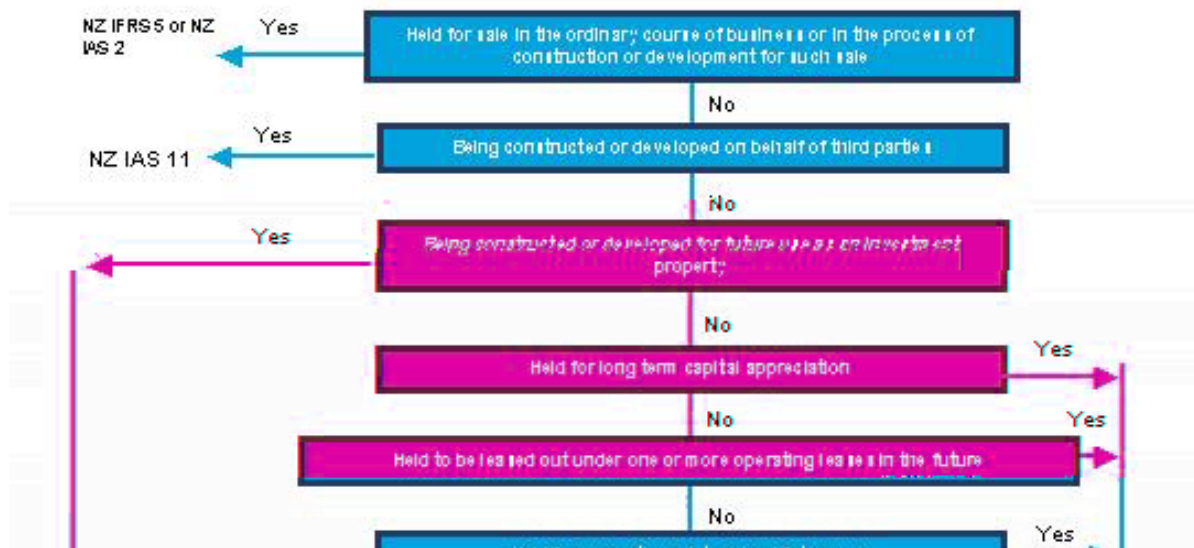 NZ IFRS 5 or NZ
IAS 2
Yes
Held for sale in the ordinary course of business or in the process of
construction or development for such sale
No
Yes
NZ IAS 11
Being constructed or developed on behalf of third parties
No
Yes
Being constructed or developed for future use as an investment
property
No
Held for long term capital appreciation
Yes
No
Yes
Held to be leased out under one or more operating leases in the future
No
Yes